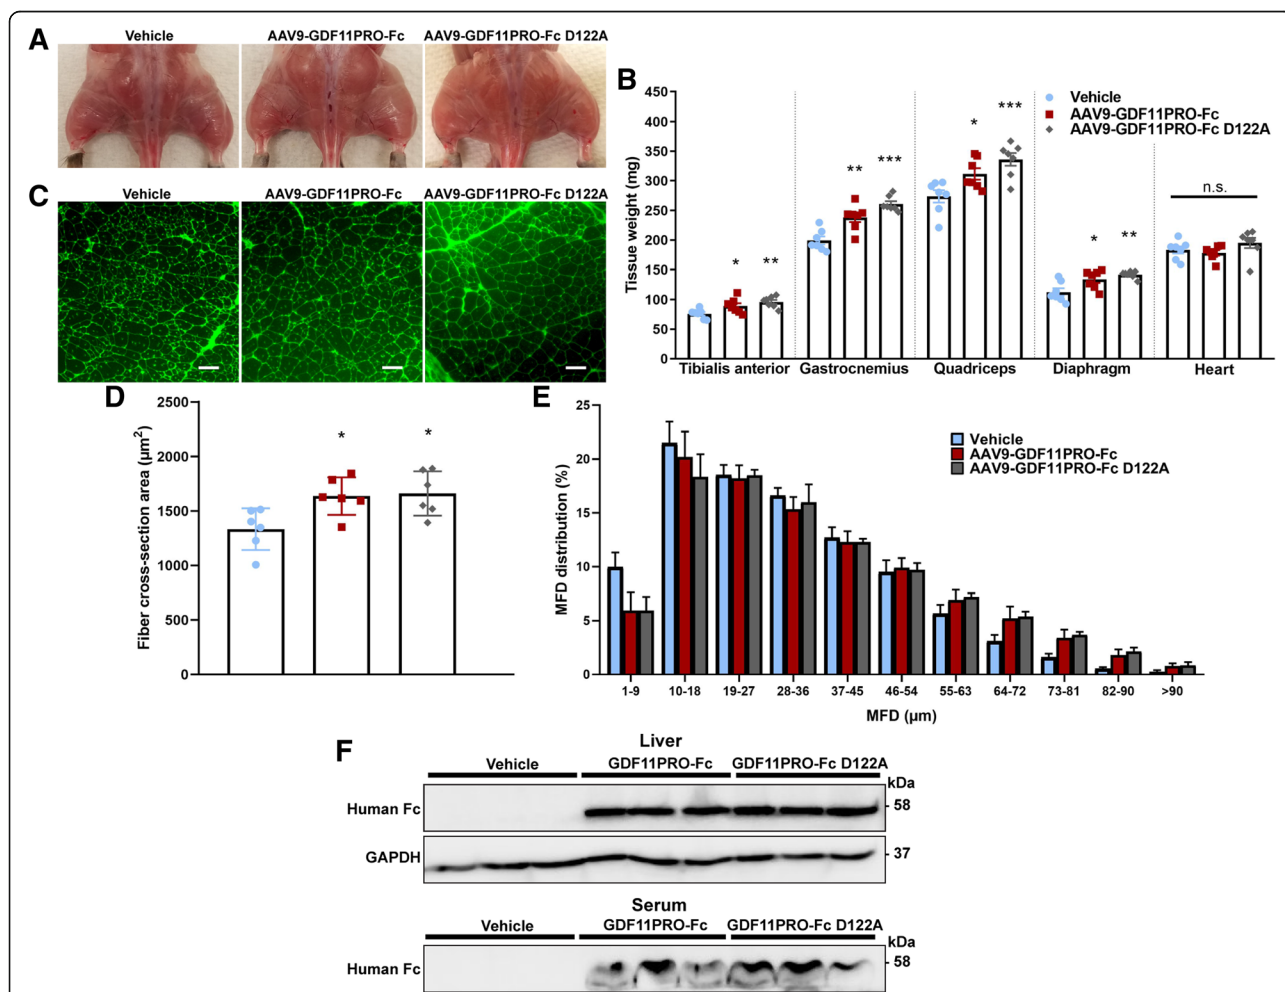 A
Vehicle
AAV9-GDF11PRO-Fc
AAV9-GDF11PRO-Fc D122A
B
Tissue weight (mg)
450
400
350
300
250
200
150
100
50
0
Vehicle
AAV9-GDF11PRO-Fc
AAV9-GDF11PRO-Fc D122A
*
**
**
***
*
***
*
**
n.s.
Tibialis anterior
Gastrocnemius
Quadriceps
Diaphragm
Heart
C
Vehicle
AAV9-GDF11PRO-Fc
AAV9-GDF11PRO-Fc D122A
D
Fiber cross-section area (µm²)
2500
2000
1500
1000
500
0
*
*
E
MFD distribution (%)
25
20
15
10
5
0
Vehicle
AAV9-GDF11PRO-Fc
AAV9-GDF11PRO-Fc D122A
1-9
10-18
19-27
28-36
37-45
46-54
55-63
64-72
73-81
82-90
>90
MFD (µm)
F
Liver
Vehicle
GDF11PRO-Fc
GDF11PRO-Fc D122A
kDa
Human Fc
58
GAPDH
37
Serum
Vehicle
GDF11PRO-Fc
GDF11PRO-Fc D122A
kDa
Human Fc
58